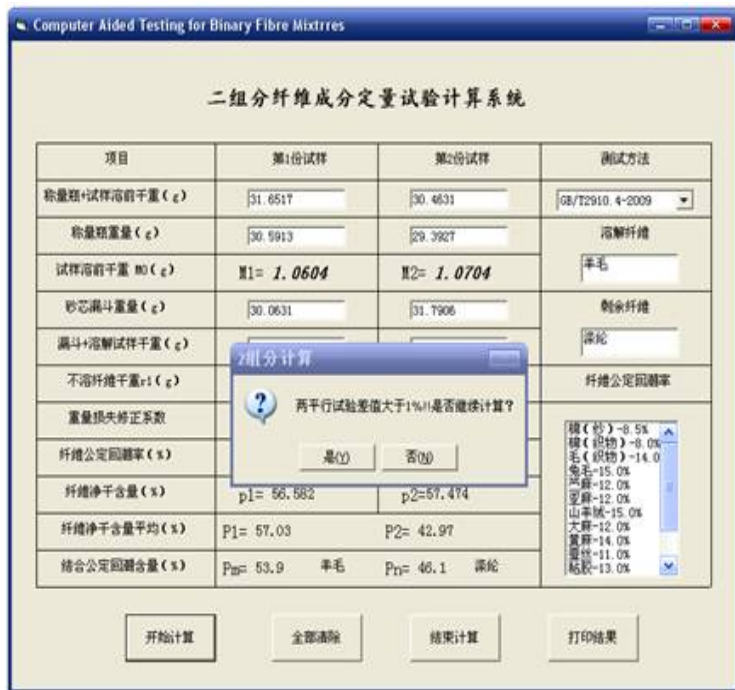 Computer Aided Testing for Binary Fibre Mixtrres
二组分纤维成分定量试验计算系统
项目 第1份试样 第2份试样 测试方法
称量瓶+试样溶前干重(g) 31.6517 30.4631 GB/T2910.4-2009
称量瓶重量(g) 30.5913 29.3927 溶解纤维
试样溶前干重 M0(g) M1= 1.0604 M2= 1.0704 羊毛
砂芯漏斗重量(g) 30.0631 31.7906 剩余纤维
漏斗+溶解试样干重(g) 涤纶
2组分计算
不溶纤维干重r1(g) 纤维公定回潮率
两平行试验差值大于1%!!是否继续计算?
重量损失修正系数
是(Y) 否(N)
纤维公定回潮率(%)
纤维净干含量(%) p1= 56.582 p2=57.474
纤维净干含量平均(%) P1= 57.03 P2= 42.97
结合公定回潮含量(%) Pm= 53.9 羊毛 Pn= 46.1 涤纶
棉(纱)-8.5%
棉(织物)-8.0%
毛(织物)-14.0
兔毛-15.0%
苎麻-12.0%
亚麻-12.0%
山羊绒-15.0%
大麻-12.0%
黄麻-14.0%
蚕丝-11.0%
粘胶-13.0%
开始计算 全部清除 结束计算 打印结果